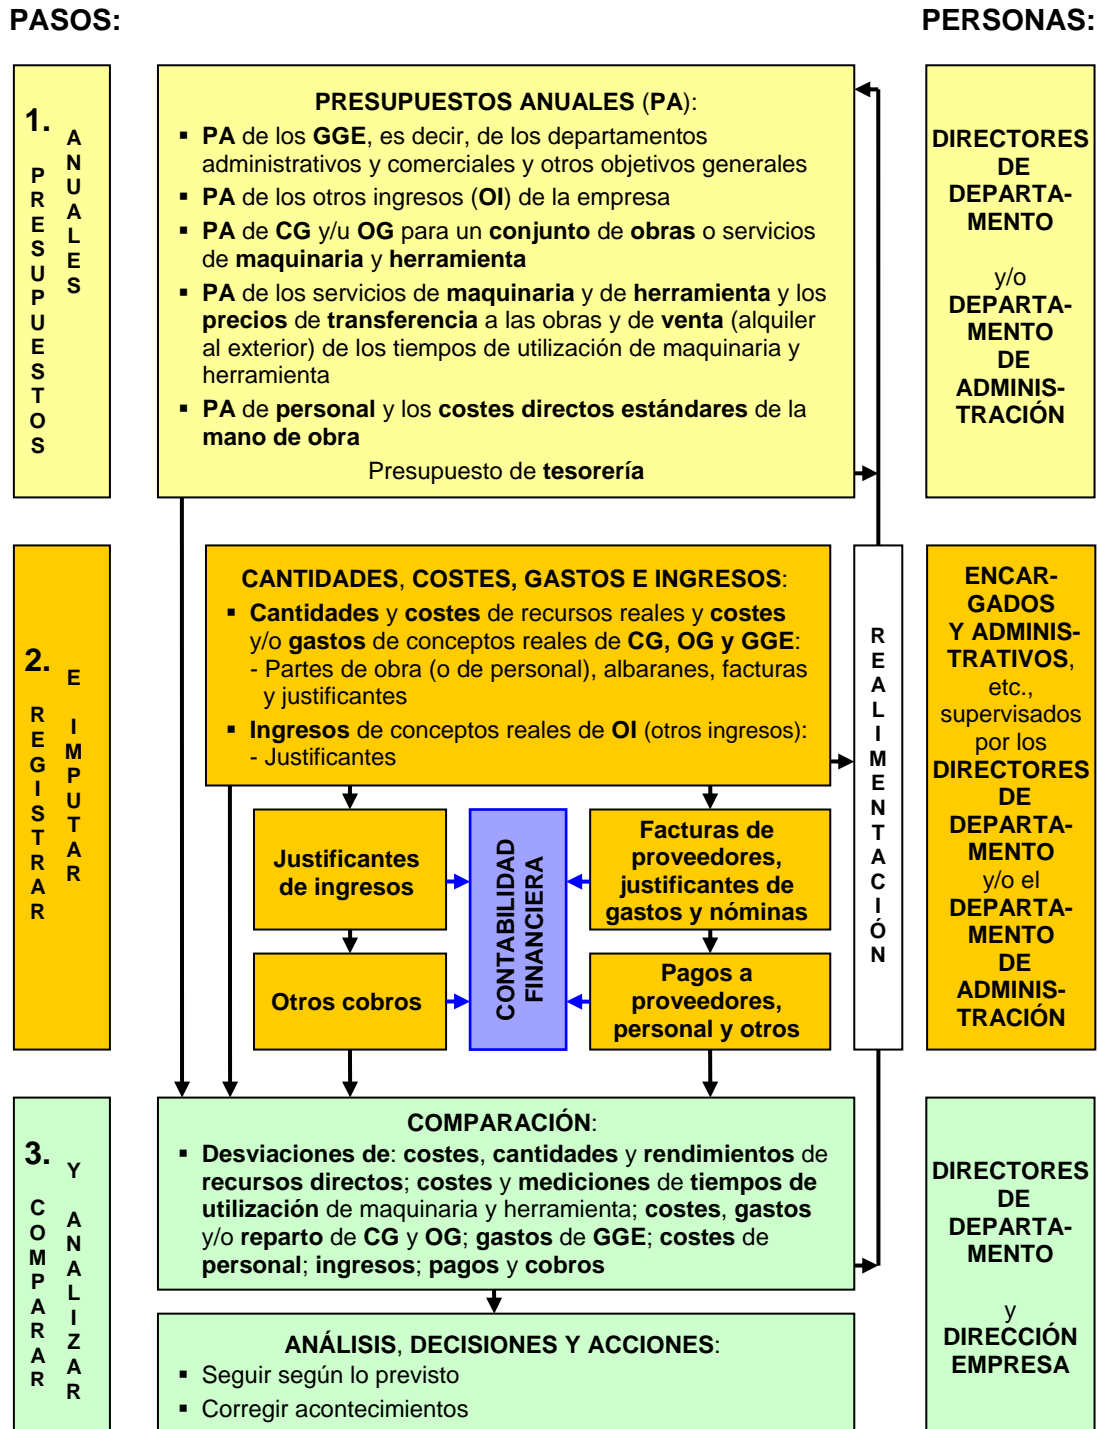 PASOS:
PERSONAS:
1. PRESUPUESTOS
ANUALES
PRESUPUESTOS ANUALES (PA):
▪ PA de los GGE, es decir, de los departamentos
administrativos y comerciales y otros objetivos generales
▪ PA de los otros ingresos (OI) de la empresa
▪ PA de CG y/u OG para un conjunto de obras o servicios
de maquinaria y herramienta
▪ PA de los servicios de maquinaria y de herramienta y los
precios de transferencia a las obras y de venta (alquiler
al exterior) de los tiempos de utilización de maquinaria y
herramienta
▪ PA de personal y los costes directos estándares de la
mano de obra
Presupuesto de tesorería
DIRECTORES
DE
DEPARTA-
MENTO
y/o
DEPARTA-
MENTO
DE
ADMINIS-
TRACIÓN
2. REGISTRAR
E IMPUTAR
CANTIDADES, COSTES, GASTOS E INGRESOS:
▪ Cantidades y costes de recursos reales y costes
y/o gastos de conceptos reales de CG, OG y GGE:
- Partes de obra (o de personal), albaranes, facturas
y justificantes
▪ Ingresos de conceptos reales de OI (otros ingresos):
- Justificantes
Justificantes
de ingresos
CONTABILIDAD
FINANCIERA
Facturas de
proveedores,
justificantes de
gastos y nóminas
Otros cobros
Pagos a
proveedores,
personal y otros
REALIMENTACIÓN
ENCAR-
GADOS
Y ADMINIS-
TRATIVOS,
etc.,
supervisados
por los
DIRECTORES
DE
DEPARTA-
MENTO
y/o el
DEPARTA-
MENTO
DE
ADMINIS-
TRACIÓN
3. COMPARAR
Y ANALIZAR
COMPARACIÓN:
▪ Desviaciones de: costes, cantidades y rendimientos de
recursos directos; costes y mediciones de tiempos de
utilización de maquinaria y herramienta; costes, gastos
y/o reparto de CG y OG; gastos de GGE; costes de
personal; ingresos; pagos y cobros
ANÁLISIS, DECISIONES Y ACCIONES:
▪ Seguir según lo previsto
▪ Corregir acontecimientos
DIRECTORES
DE
DEPARTA-
MENTO
y
DIRECCIÓN
EMPRESA